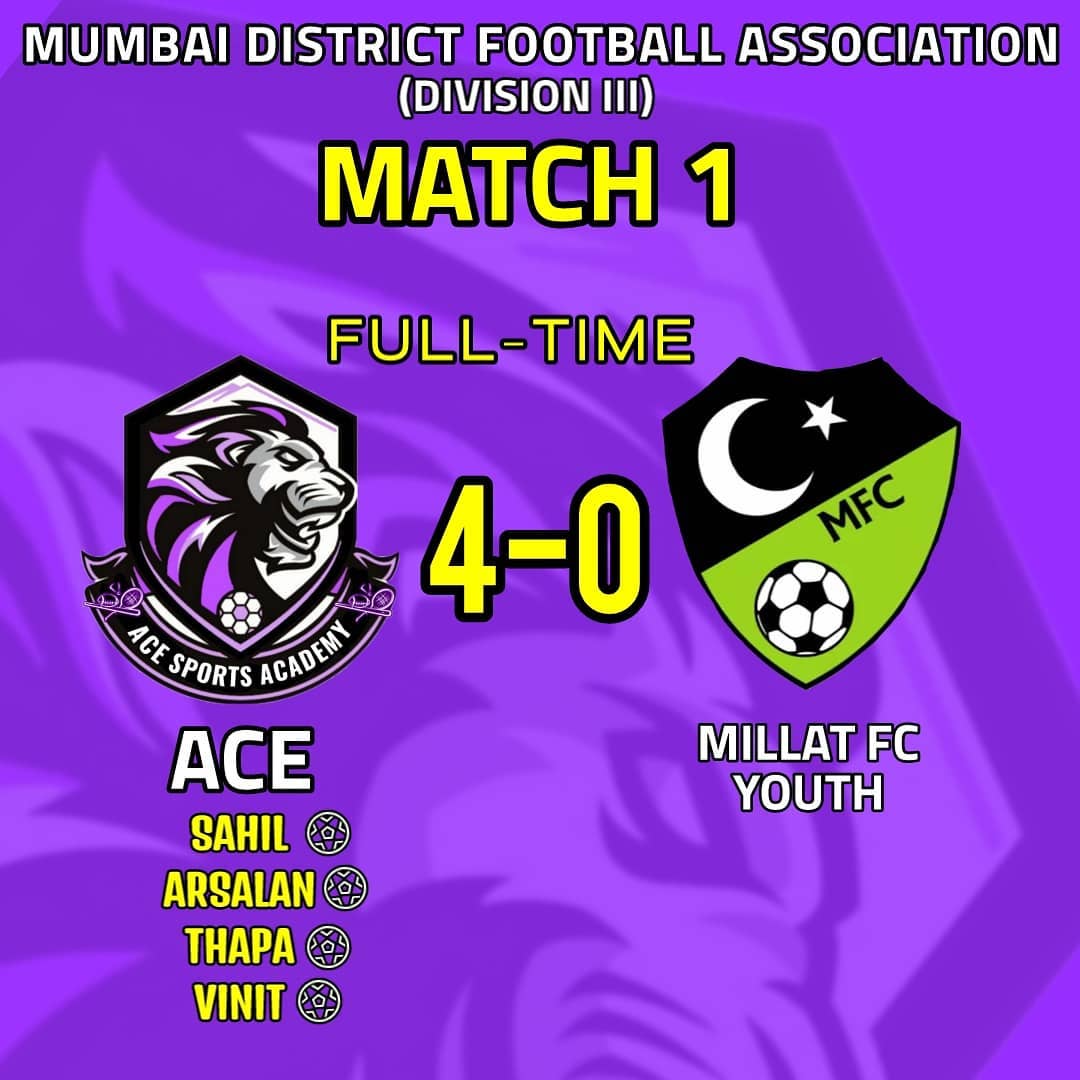 MUMBAI DISTRICT FOOTBALL ASSOCIATION
(DIVISION III)
MATCH 1
FULL-TIME
4-0
ACE SPORTS ACADEMY
MFC
ACE
SAHIL
ARSALAN
THAPA
VINIT
MILLAT FC
YOUTH